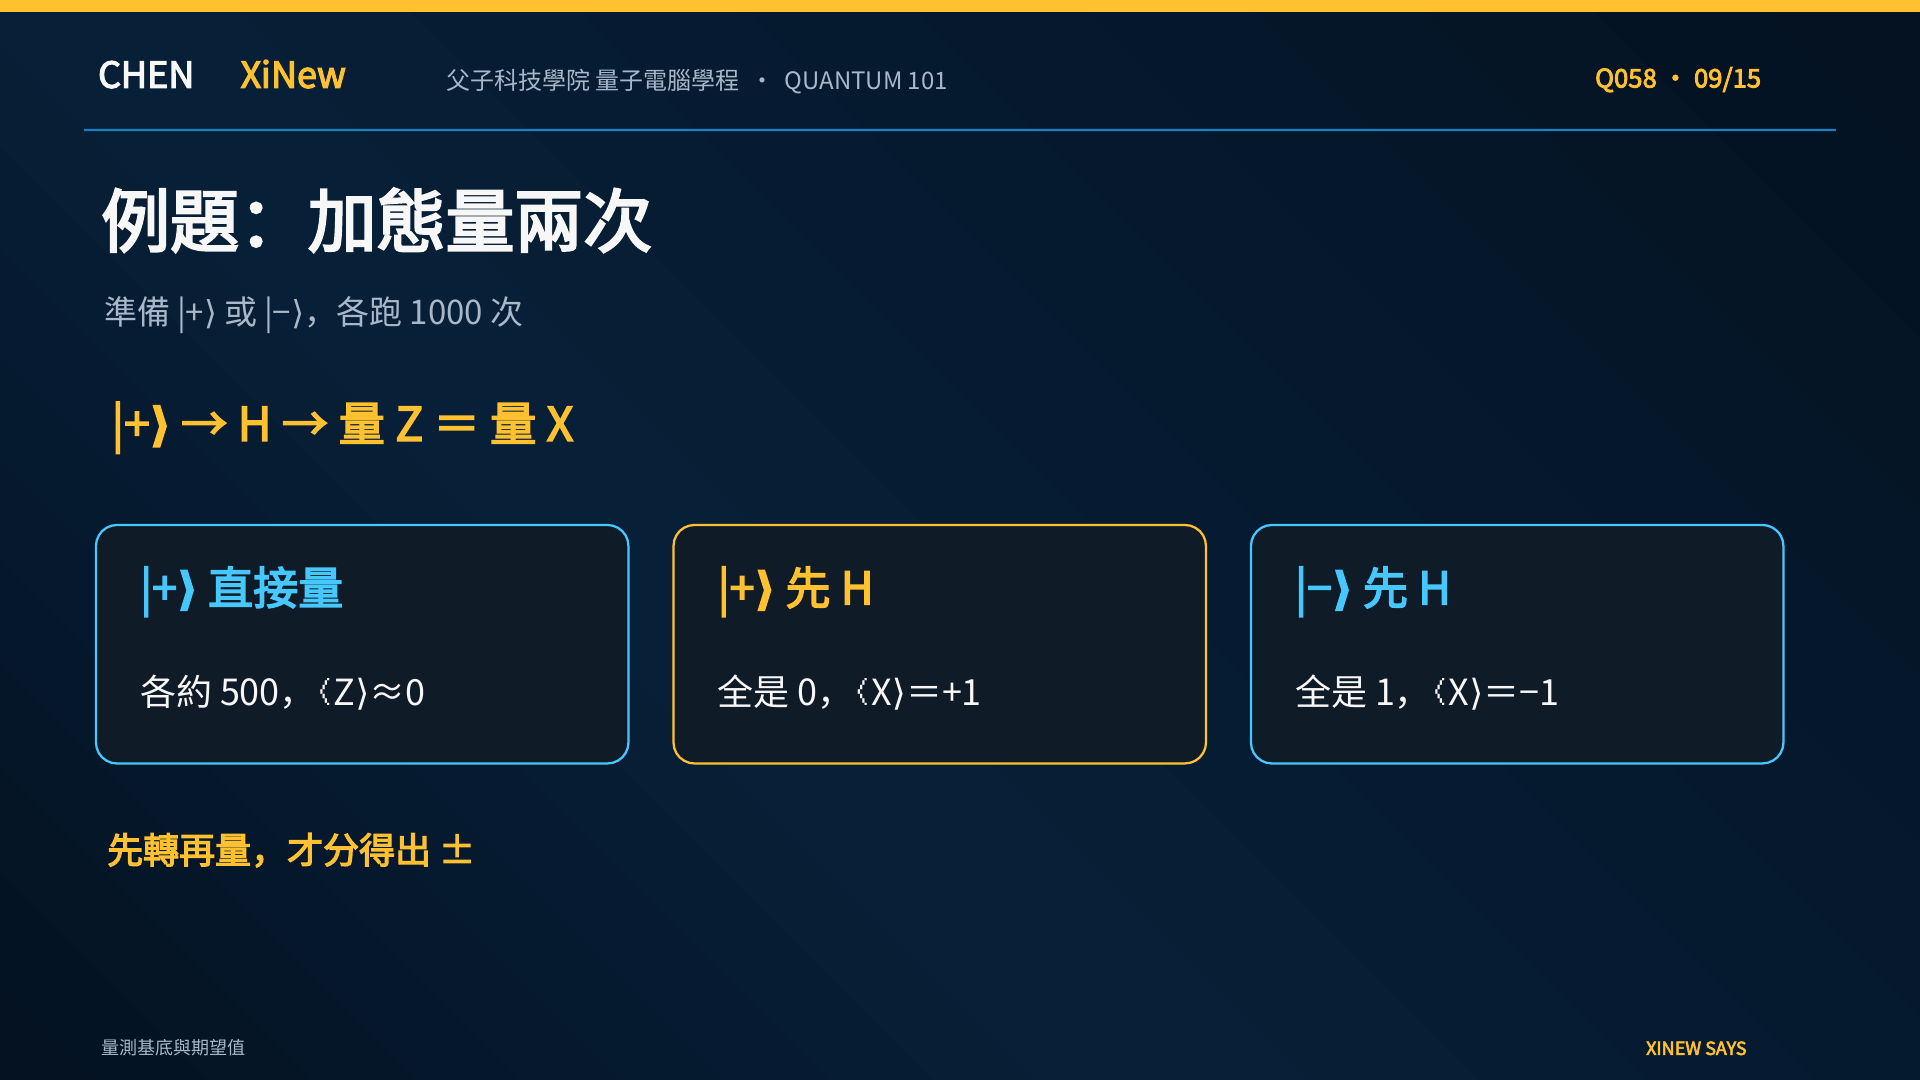 CHEN XiNew 父子科技學院 量子電腦學程 · QUANTUM 101 Q058 · 09/15
例題：加態量兩次
準備 |+⟩ 或 |−⟩，各跑 1000 次
|+⟩ → H → 量 Z ＝ 量 X
|+⟩ 直接量
各約 500，⟨Z⟩≈0
|+⟩ 先 H
全是 0，⟨X⟩＝+1
|−⟩ 先 H
全是 1，⟨X⟩＝−1
先轉再量，才分得出 ±
量測基底與期望值
XINEW SAYS